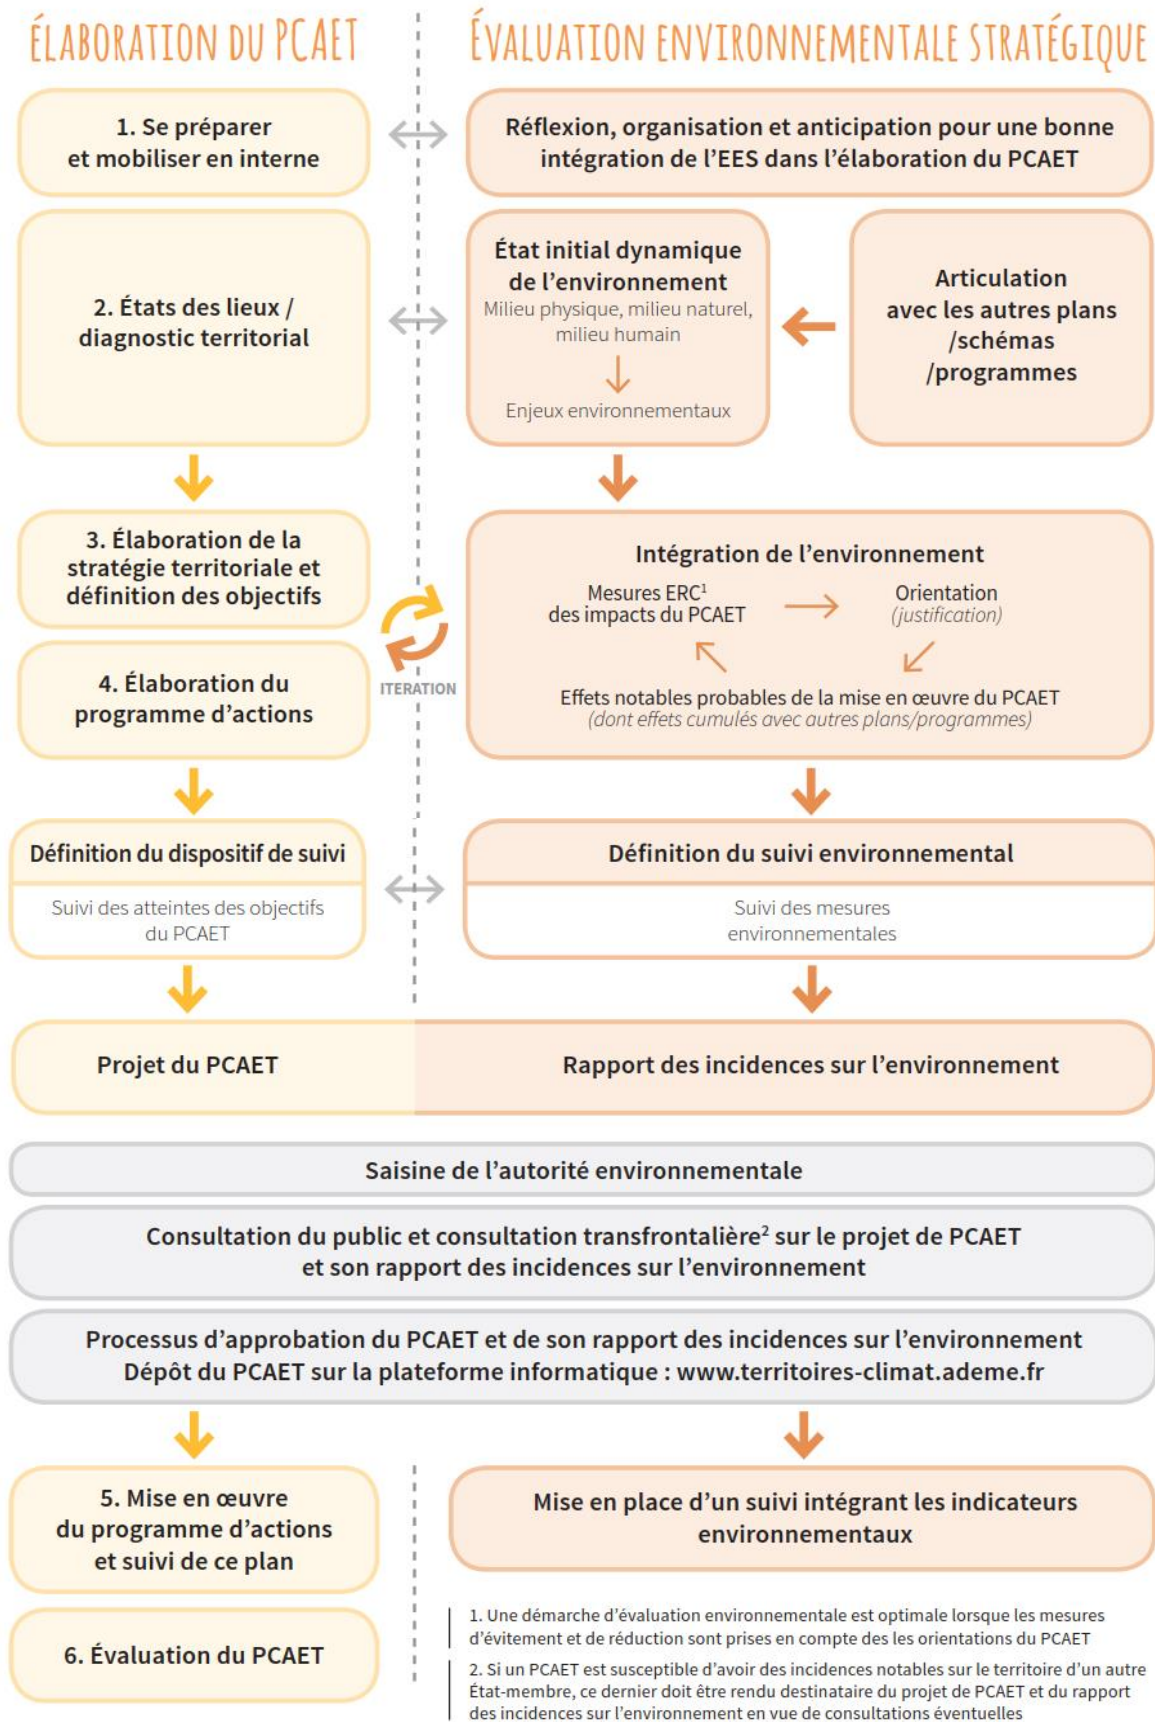 ÉLABORATION DU PCAET
ÉVALUATION ENVIRONNEMENTALE STRATÉGIQUE
1. Se préparer
et mobiliser en interne
Réflexion, organisation et anticipation pour une bonne
intégration de l'EES dans l'élaboration du PCAET
2. États des lieux /
diagnostic territorial
État initial dynamique
de l'environnement
Milieu physique, milieu naturel,
milieu humain
Enjeux environnementaux
Articulation
avec les autres plans
/schémas
/programmes
3. Élaboration de la
stratégie territoriale et
définition des objectifs
4. Élaboration du
programme d'actions
ITERATION
Intégration de l'environnement
Mesures ERC¹
des impacts du PCAET
Orientation
(justification)
Effets notables probables de la mise en œuvre du PCAET
(dont effets cumulés avec autres plans/programmes)
Définition du dispositif de suivi
Suivi des atteintes des objectifs
du PCAET
Définition du suivi environnemental
Suivi des mesures
environnementales
Projet du PCAET
Rapport des incidences sur l'environnement
Saisine de l'autorité environnementale
Consultation du public et consultation transfrontalière² sur le projet de PCAET
et son rapport des incidences sur l'environnement
Processus d'approbation du PCAET et de son rapport des incidences sur l'environnement
Dépôt du PCAET sur la plateforme informatique : www.territoires-climat.ademe.fr
5. Mise en œuvre
du programme d'actions
et suivi de ce plan
Mise en place d'un suivi intégrant les indicateurs
environnementaux
6. Évaluation du PCAET
1. Une démarche d'évaluation environnementale est optimale lorsque les mesures
d'évitement et de réduction sont prises en compte des les orientations du PCAET
2. Si un PCAET est susceptible d'avoir des incidences notables sur le territoire d'un autre
État-membre, ce dernier doit être rendu destinataire du projet de PCAET et du rapport
des incidences sur l'environnement en vue de consultations éventuelles